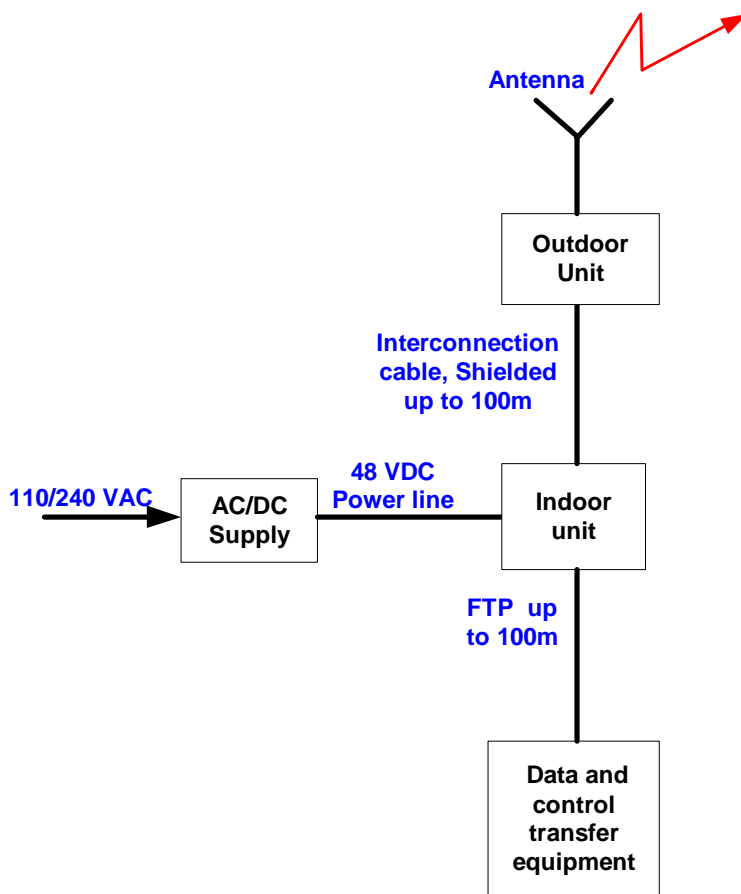 Antenna
Outdoor
Unit
Interconnection
cable, Shielded
up to 100m
110/240 VAC
AC/DC
Supply
48 VDC
Power line
Indoor
unit
FTP up
to 100m
Data and
control
transfer
equipment